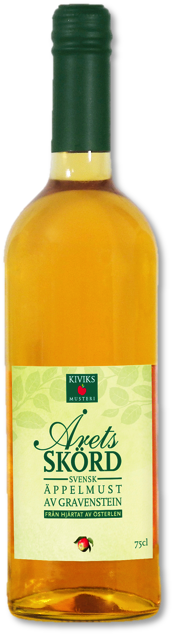 KIVIKS
MUSTERI
Årets
SKÖRD
SVENSK
ÄPPELMUST
AV GRAVENSTEIN
FRÅN HJÄRTAT AV ÖSTERLEN
75cl